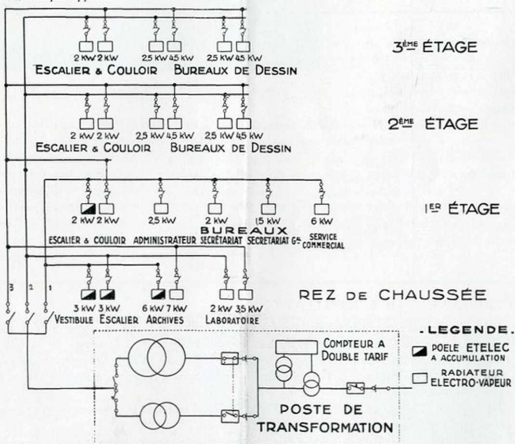 3ÈME ÉTAGE
2 KW 2 KW 2,5 KW 4,5 KW 2,5 KW 4,5 KW
ESCALIER & COULOIR BUREAUX DE DESSIN
2ÈME ÉTAGE
2 KW 2 KW 2,5 KW 4,5 KW 2,5 KW 4,5 KW
ESCALIER & COULOIR BUREAUX DE DESSIN
1ER ÉTAGE
2 KW 2 KW 2,5 KW 2 KW 1,5 KW 6 KW
BUREAUX
ESCALIER & COULOIR ADMINISTRATEUR SECRÉTARIAT SECRETARIAT Gal SERVICE COMMERCIAL
3 2 1
REZ DE CHAUSSÉE
3 KW 3 KW 6 KW 7 KW 2 KW 3,5 KW
VESTIBULE ESCALIER ARCHIVES LABORATOIRE
COMPTEUR A
DOUBLE TARIF
POSTE DE
TRANSFORMATION
. LEGENDE .
POELE ETELEC
A ACCUMULATION
RADIATEUR
ELECTRO-VAPEUR